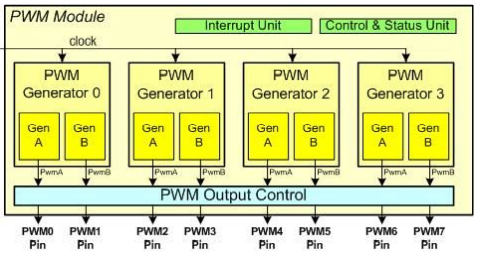 PWM Module
Interrupt Unit
Control & Status Unit
clock
PWM
Generator 0
PWM
Generator 1
PWM
Generator 2
PWM
Generator 3
Gen
A
Gen
B
Gen
A
Gen
B
Gen
A
Gen
B
Gen
A
Gen
B
PwmA
PwmB
PwmA
PwmB
PwmA
PwmB
PwmA
PwmB
PWM Output Control
PWM0
Pin
PWM1
Pin
PWM2
Pin
PWM3
Pin
PWM4
Pin
PWM5
Pin
PWM6
Pin
PWM7
Pin